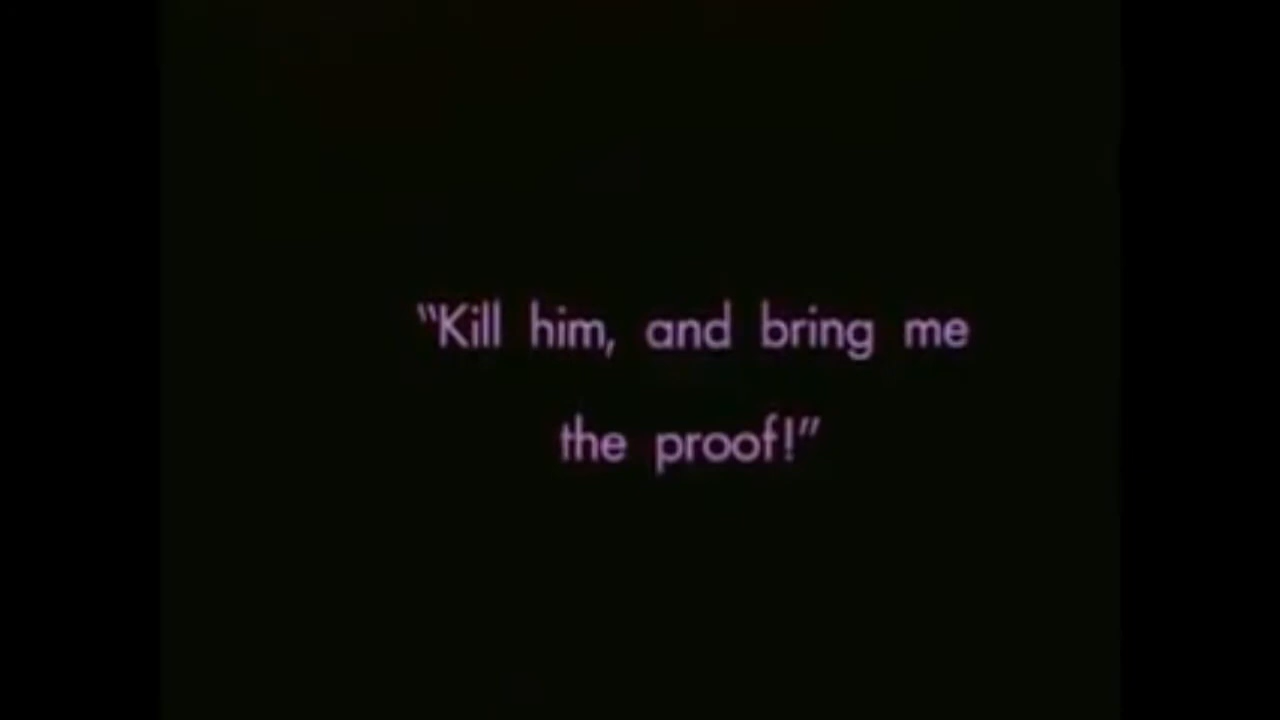 “Kill him, and bring me
the proof!”